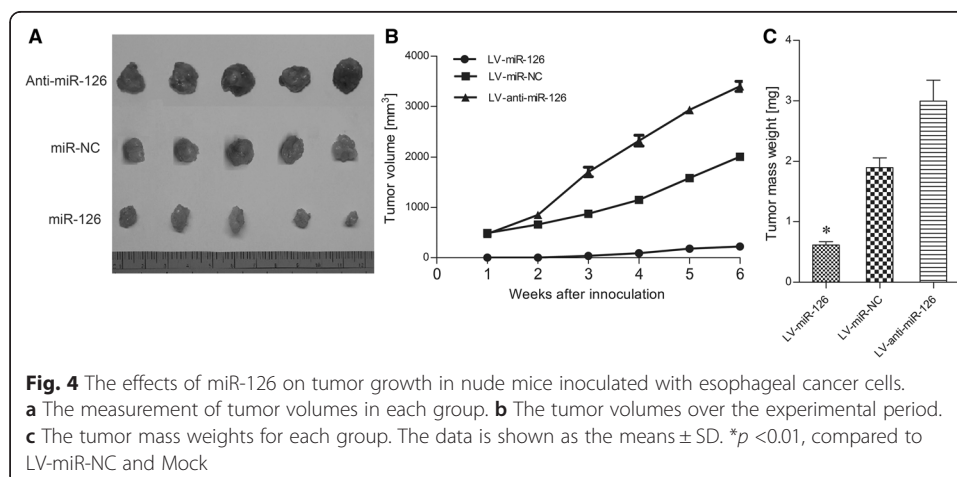 A
Anti-miR-126
miR-NC
miR-126
B
LV-miR-126
LV-miR-NC
LV-anti-miR-126
Tumor volume [mm³]
4000
3000
2000
1000
0
0 1 2 3 4 5 6
Weeks after innoculation
C
Tumor mass weight [mg]
4
3
2
1
0
*
LV-miR-126
LV-miR-NC
LV-anti-miR-126
Fig. 4 The effects of miR-126 on tumor growth in nude mice inoculated with esophageal cancer cells.
a The measurement of tumor volumes in each group. b The tumor volumes over the experimental period.
c The tumor mass weights for each group. The data is shown as the means ± SD. *p <0.01, compared to
LV-miR-NC and Mock